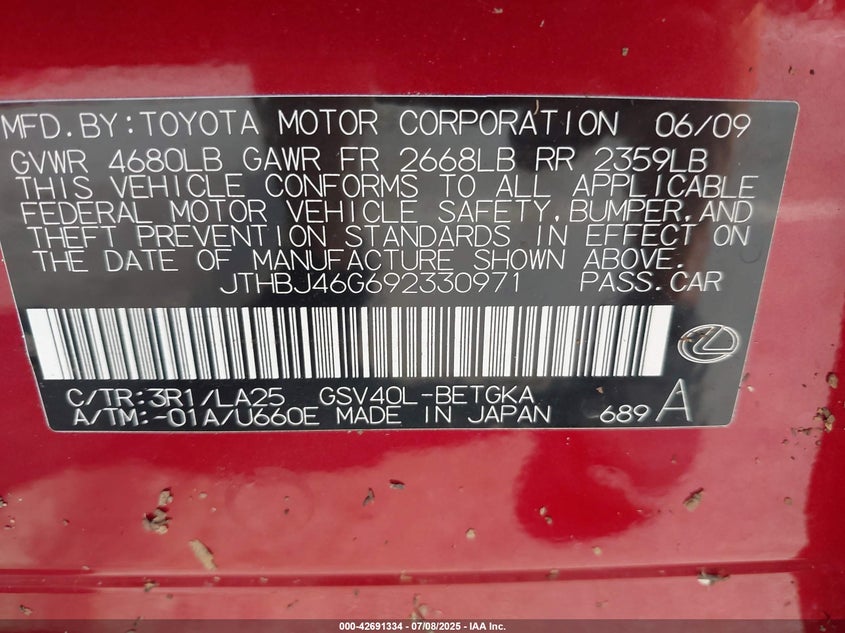 MFD.BY:TOYOTA MOTOR CORPORATION 06/09
GVWR 4680LB GAWR FR 2668LB RR 2359LB
THIS VEHICLE CONFORMS TO ALL APPLICABLE
FEDERAL MOTOR VEHICLE SAFETY,BUMPER,AND
THEFT PREVENTION STANDARDS IN EFFECT ON
THE DATE OF MANUFACTURE SHOWN ABOVE.
JTHBJ46G692330971 PASS.CAR
C/TR:3R1/LA25 GSV40L-BETGKA
A/TM:-01A/U660E MADE IN JAPAN 689 A
000-42691334 / 07/08/2025 - IAA Inc.